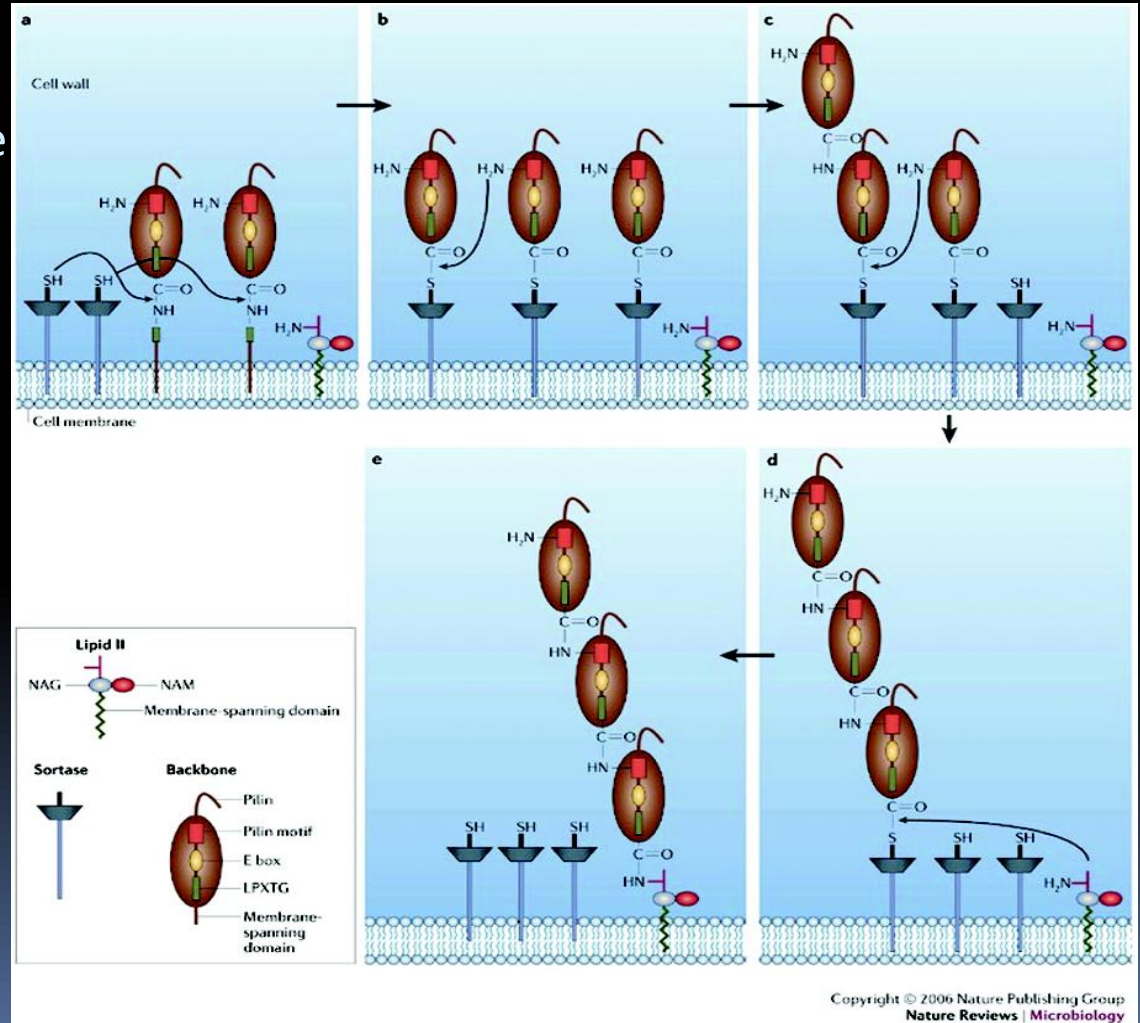 e
a
Cell wall
H₂N
H₂N
SH
SH
C=O
C=O
NH
NH
H₂N
Cell membrane
b
H₂N
H₂N
H₂N
C=O
C=O
C=O
S
S
S
H₂N
c
H₂N
C=O
HN
H₂N
C=O
C=O
S
S
SH
H₂N
d
H₂N
C=O
HN
C=O
HN
C=O
S
SH
SH
H₂N
e
H₂N
C=O
HN
C=O
HN
SH
SH
SH
C=O
HN
Lipid II
NAG
NAM
Membrane-spanning domain
Sortase
Backbone
Pilin
Pilin motif
E box
LPXTG
Membrane-
spanning
domain
Copyright © 2006 Nature Publishing Group
Nature Reviews | Microbiology